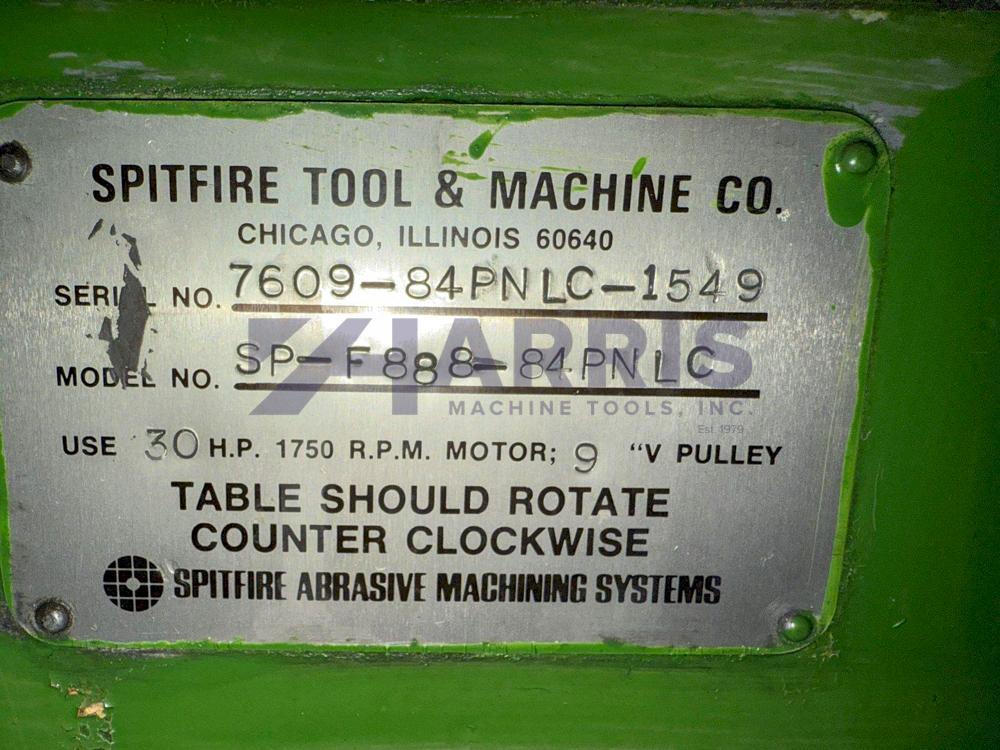 SPITFIRE TOOL & MACHINE CO.
CHICAGO, ILLINOIS 60640
SERIAL NO. 7609-84PNLC-1549
MODEL NO. SP-F888-84PNLC
HARRIS
MACHINE TOOLS, INC.
Est 1979
USE 30 H.P. 1750 R.P.M. MOTOR; 9 "V PULLEY
TABLE SHOULD ROTATE
COUNTER CLOCKWISE
SPITFIRE ABRASIVE MACHINING SYSTEMS